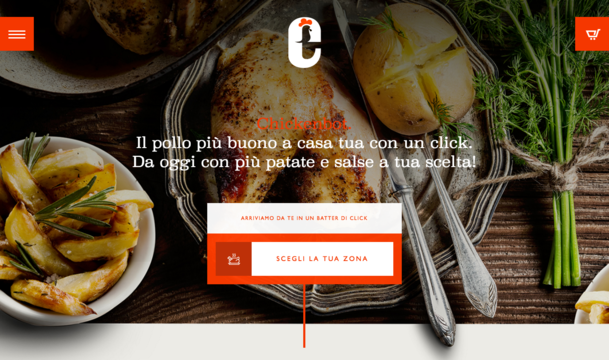 Chickenbot
Il pollo più buono a casa tua con un click.
Da oggi con più patate e salse a tua scelta!
ARRIVIAMO DA TE IN UN BATTER DI CLICK
SCEGLI LA TUA ZONA